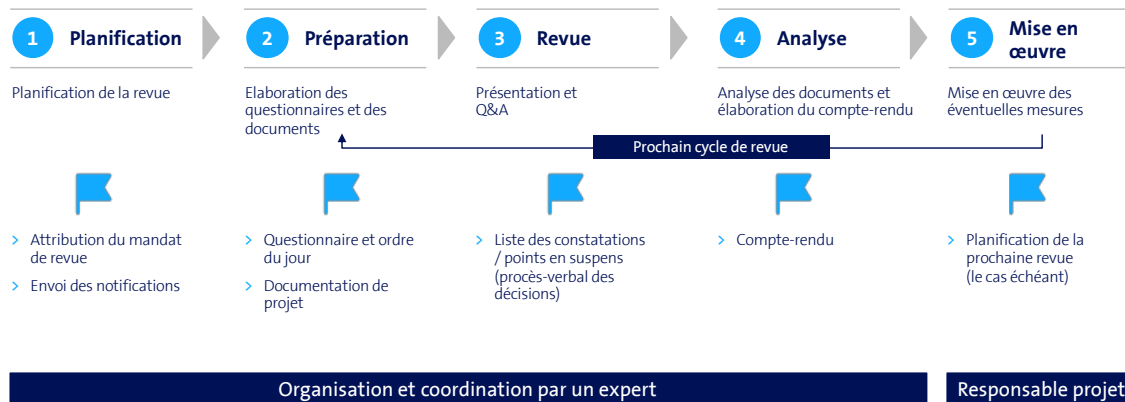 1 Planification
2 Préparation
3 Revue
4 Analyse
5 Mise en
œuvre
Planification de la revue
Elaboration des
questionnaires et des
documents
Présentation et
Q&A
Analyse des documents et
élaboration du compte-rendu
Mise en œuvre des
éventuelles mesures
Prochain cycle de revue
> Attribution du mandat
de revue
> Envoi des notifications
> Questionnaire et ordre
du jour
> Documentation de
projet
> Liste des constatations
/ points en suspens
(procès-verbal des
décisions)
> Compte-rendu
> Planification de la
prochaine revue
(le cas échéant)
Organisation et coordination par un expert
Responsable projet